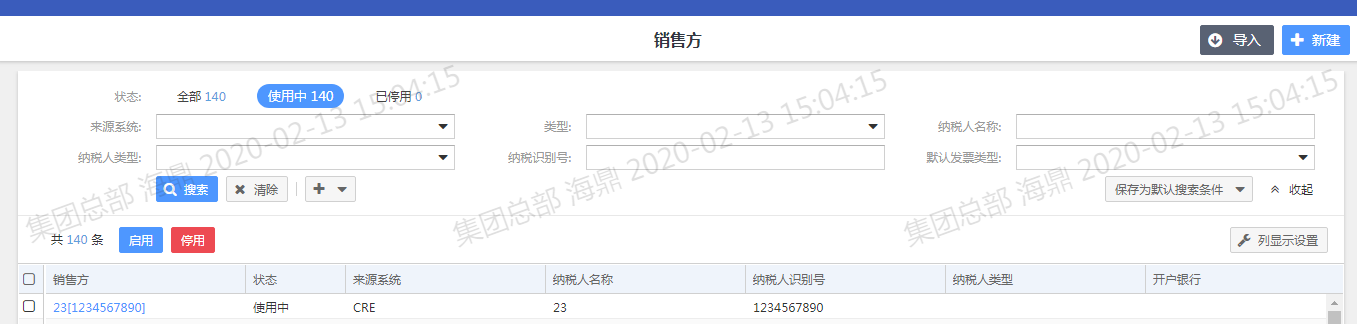 销售方
导入
新建
状态: 全部 140 使用中 140 已停用 0
来源系统: 类型: 纳税人名称:
纳税人类型: 纳税识别号: 默认发票类型:
搜索 清除 保存为默认搜索条件 收起
共 140 条 启用 停用 列显示设置
销售方 状态 来源系统 纳税人名称 纳税人识别号 纳税人类型 开户银行
23[1234567890] 使用中 CRE 23 1234567890
集团总部 海鼎 2020-02-13 15:04:15
集团总部 海鼎 2020-02-13 15:04:15
集团总部 海鼎